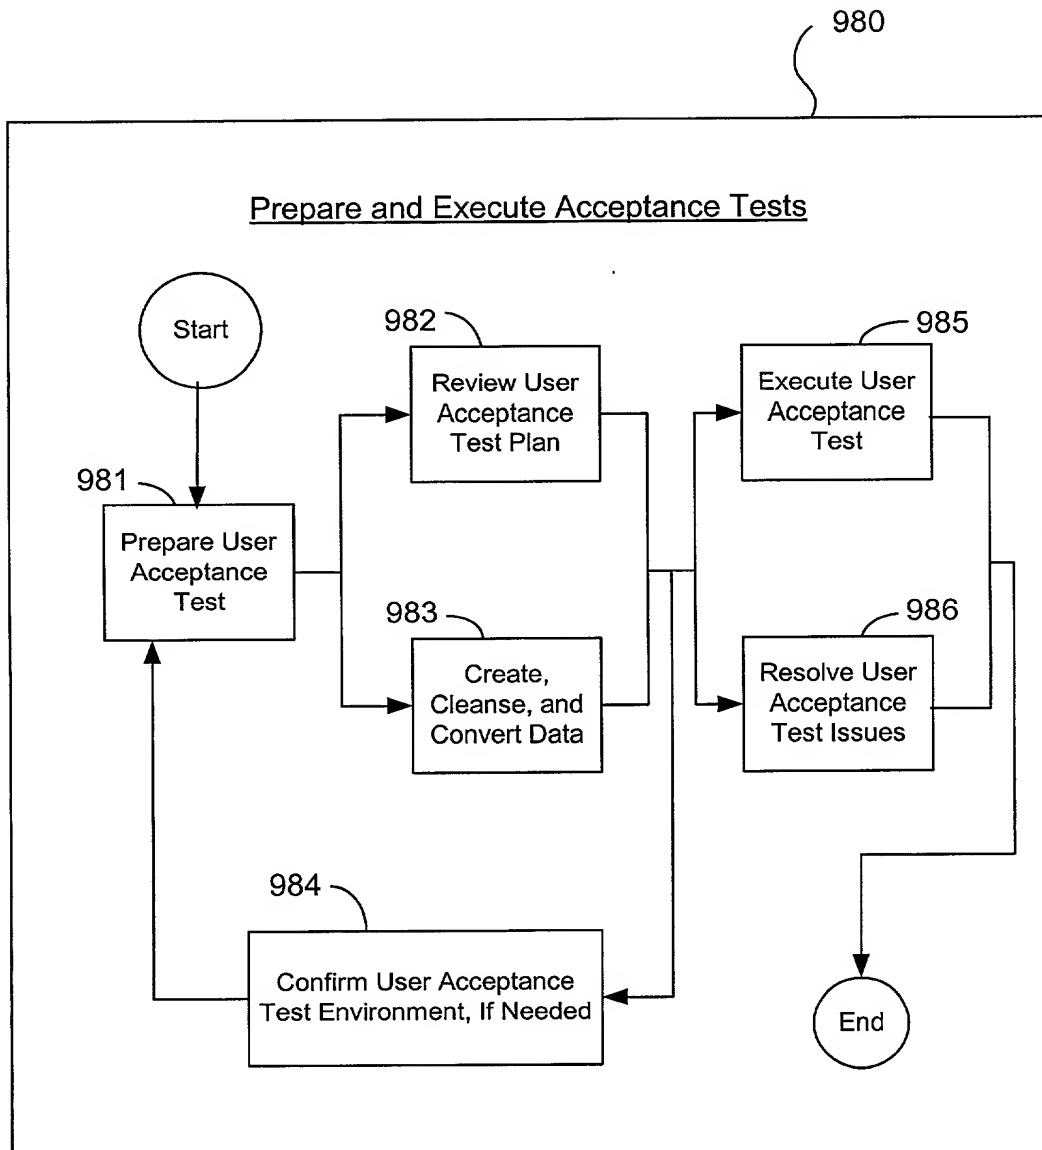 980
Prepare and Execute Acceptance Tests
Start
982
Review User
Acceptance
Test Plan
985
Execute User
Acceptance
Test
981
Prepare User
Acceptance
Test
983
Create,
Cleanse, and
Convert Data
986
Resolve User
Acceptance
Test Issues
984
Confirm User Acceptance
Test Environment, If Needed
End